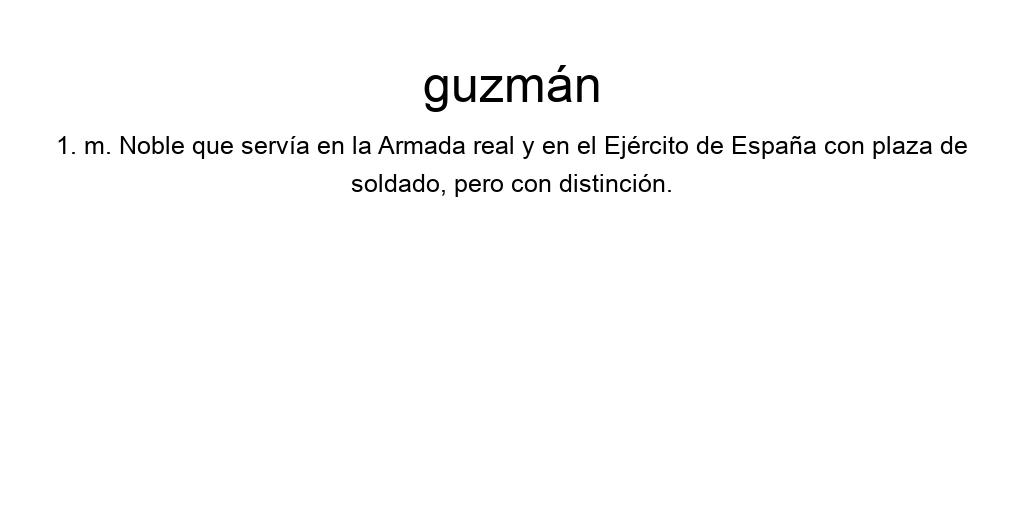 guzmán
1. m. Noble que servía en la Armada real y en el Ejército de España con plaza de
soldado, pero con distinción.